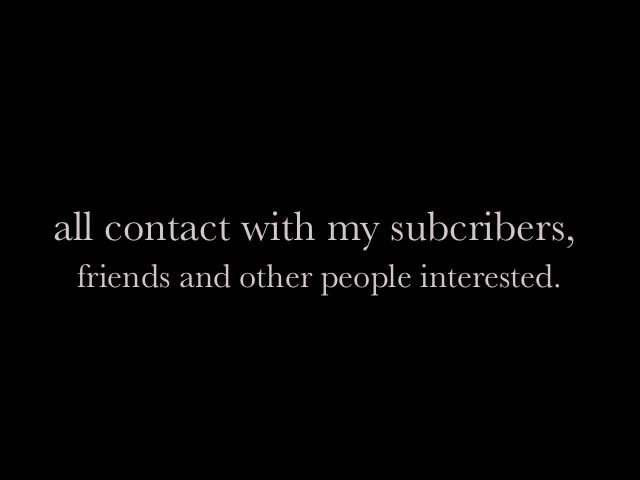 all contact with my subcribers,
friends and other people interested.